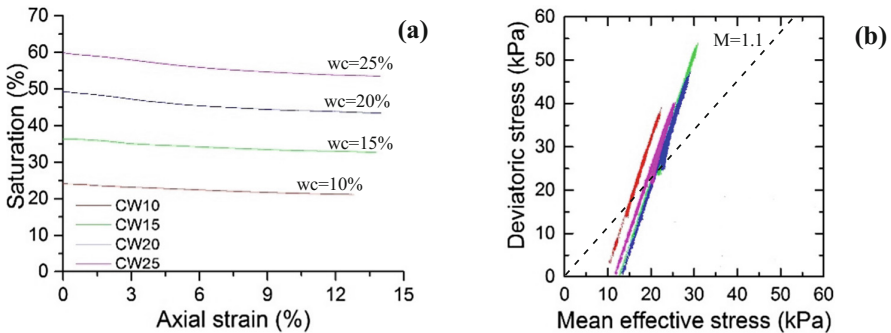 (a)
Saturation (%)
70
60
50
40
30
20
10
0
wc=25%
wc=20%
wc=15%
wc=10%
CW10
CW15
CW20
CW25
0 3 6 9 12 15
Axial strain (%)
(b)
Deviatoric stress (kPa)
60
50
40
30
20
10
0
M=1.1
0 10 20 30 40 50 60
Mean effective stress (kPa)